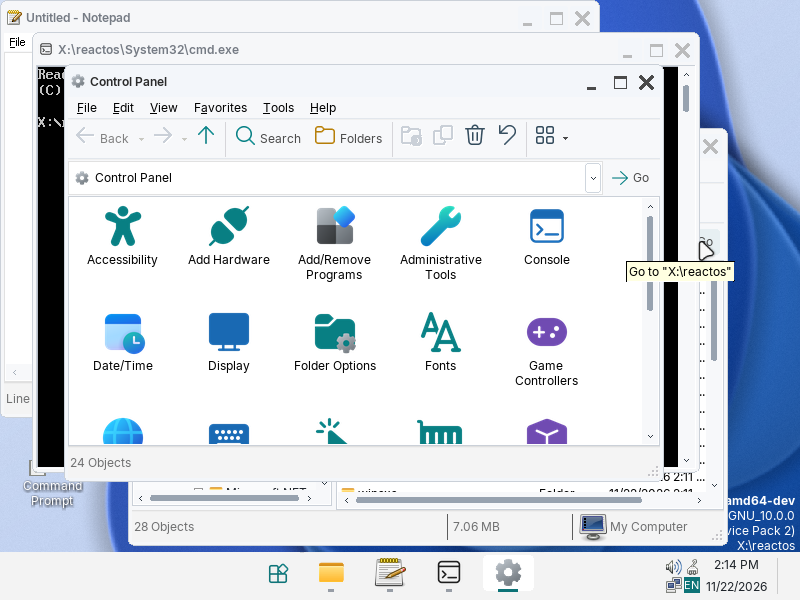 Untitled - Notepad
File
X:\reactos\System32\cmd.exe
Reac
(C)
X:\r
Control Panel
File Edit View Favorites Tools Help
Back Search Folders
Control Panel Go
Accessibility Add Hardware Add/Remove Programs Administrative Tools Console
Go to "X:\reactos"
Date/Time Display Folder Options Fonts Game Controllers
Line
24 Objects
Command Prompt
Folder
28 Objects 7.06 MB My Computer
amd64-dev
GNU_10.0.0
vice Pack 2)
X:\reactos
EN
2:14 PM
11/22/2026